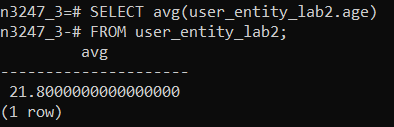 n3247_3=# SELECT avg(user_entity_lab2.age)
n3247_3-# FROM user_entity_lab2;
avg
---------------------
21.8000000000000000
(1 row)